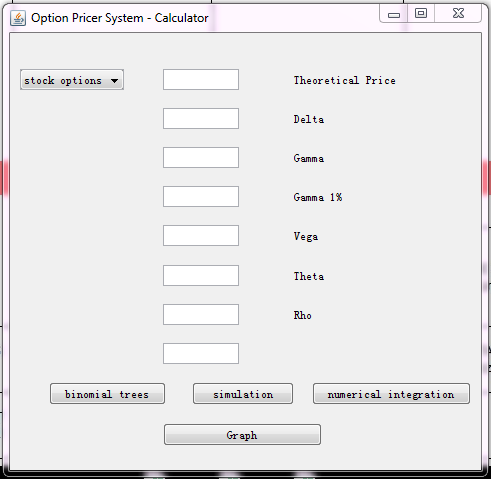 Option Pricer System - Calculator
stock options
Theoretical Price
Delta
Gamma
Gamma 1%
Vega
Theta
Rho
binomial trees
simulation
numerical integration
Graph